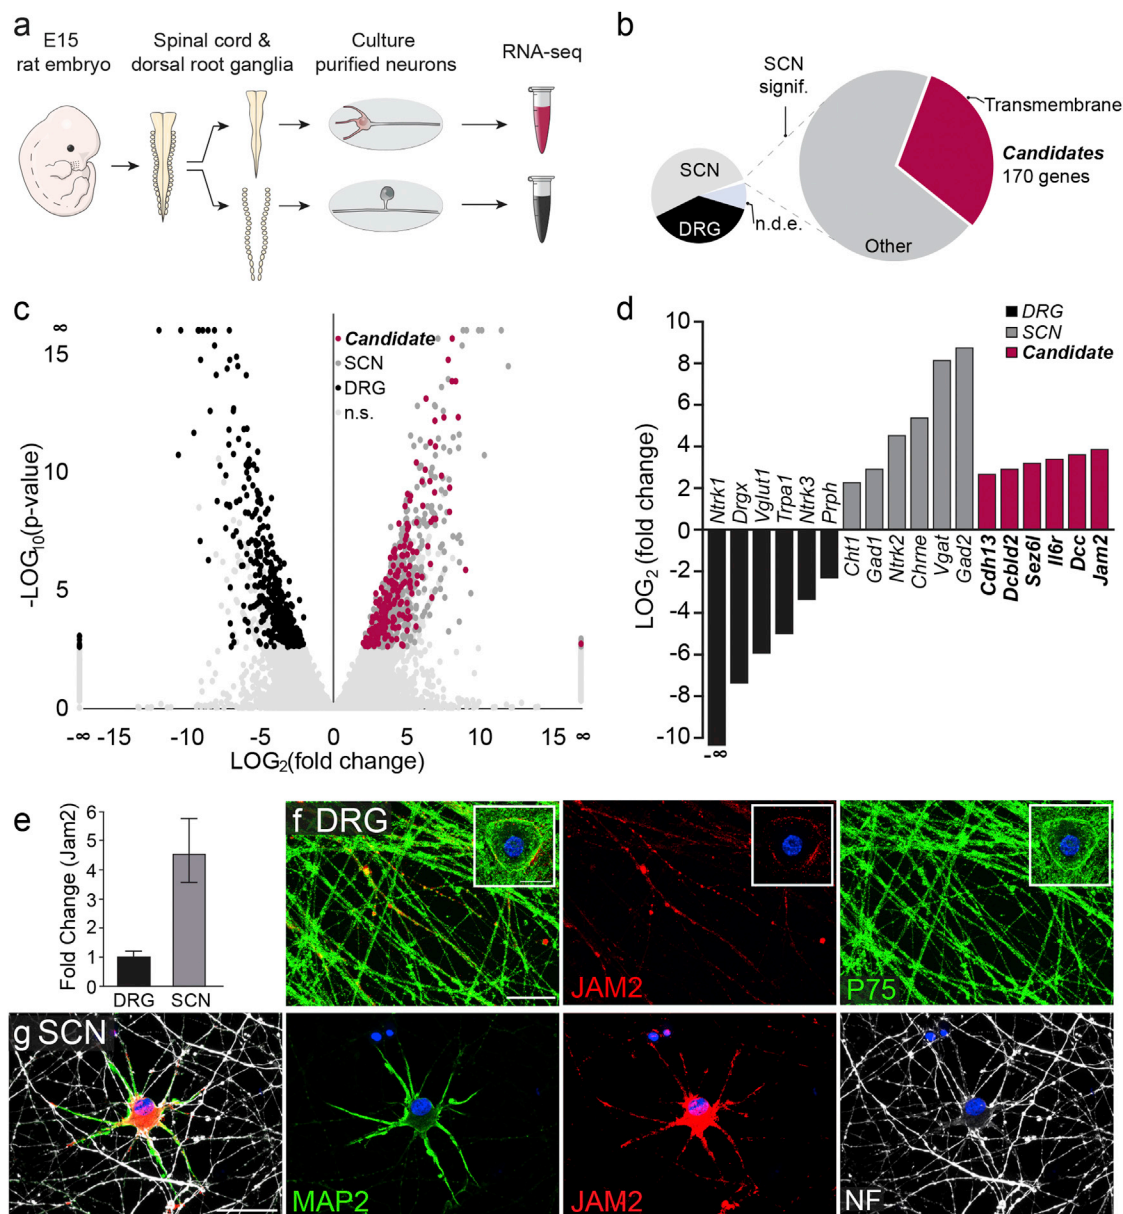 a
E15
rat embryo
Spinal cord &
dorsal root ganglia
Culture
purified neurons
RNA-seq
b
SCN
signif.
Transmembrane
Candidates
170 genes
SCN
DRG
n.d.e.
Other
c
∞
15
10
5
0
-LOG10(p-value)
Candidate
SCN
DRG
n.s.
-∞ -15 -10 -5 0 5 10 15 ∞
LOG2(fold change)
d
10
8
6
4
2
0
-2
-4
-6
-8
-10
LOG2 (fold change)
DRG
SCN
Candidate
Ntrk1
Drgx
Vglut1
Trpa1
Ntrk3
Prph
Cht1
Gad1
Ntrk2
Chrne
Vgat
Gad2
Cdh13
Dcbld2
Sez6l
Il6r
Dcc
Jam2
-∞
e
Fold Change (Jam2)
6
5
4
3
2
1
0
DRG SCN
f DRG
JAM2
P75
g SCN
MAP2
JAM2
NF